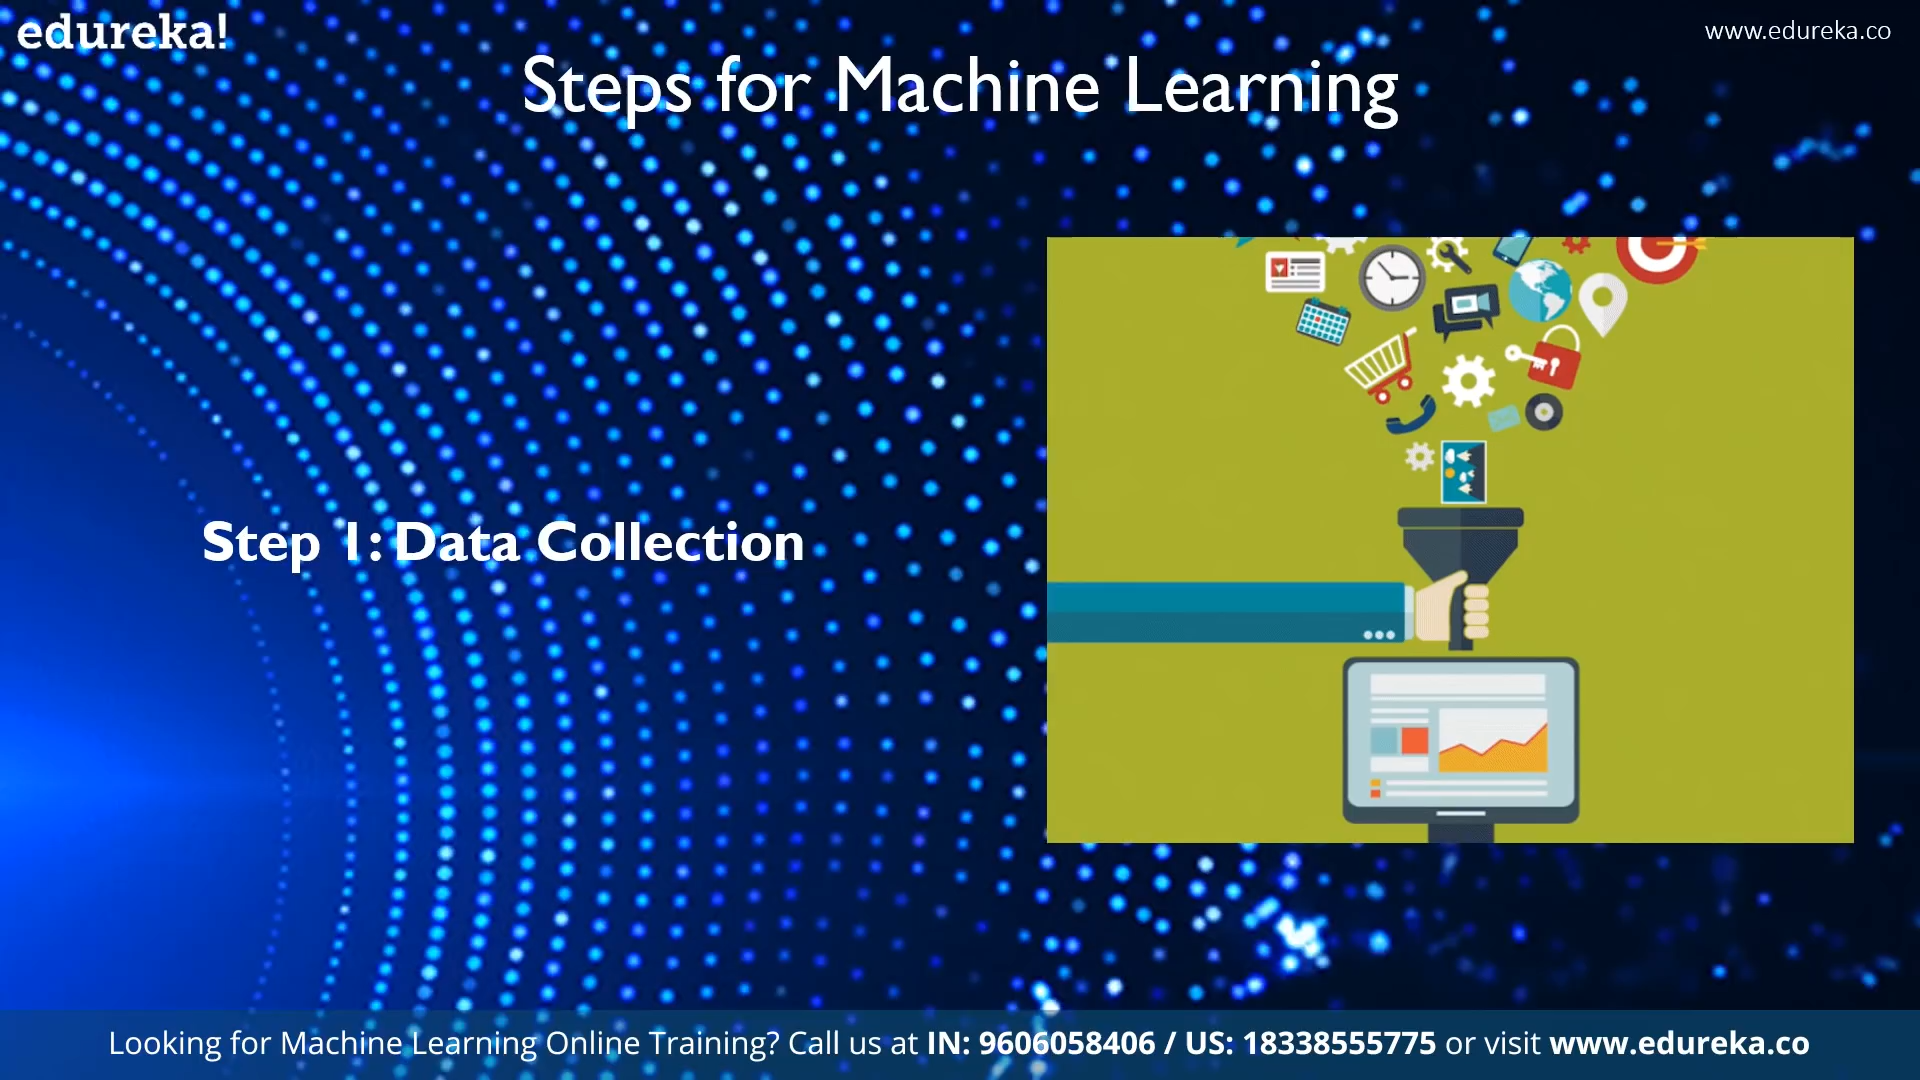 edureka!
www.edureka.co
Steps for Machine Learning
Step 1: Data Collection
Looking for Machine Learning Online Training? Call us at IN: 9606058406 / US: 18338555775 or visit www.edureka.co